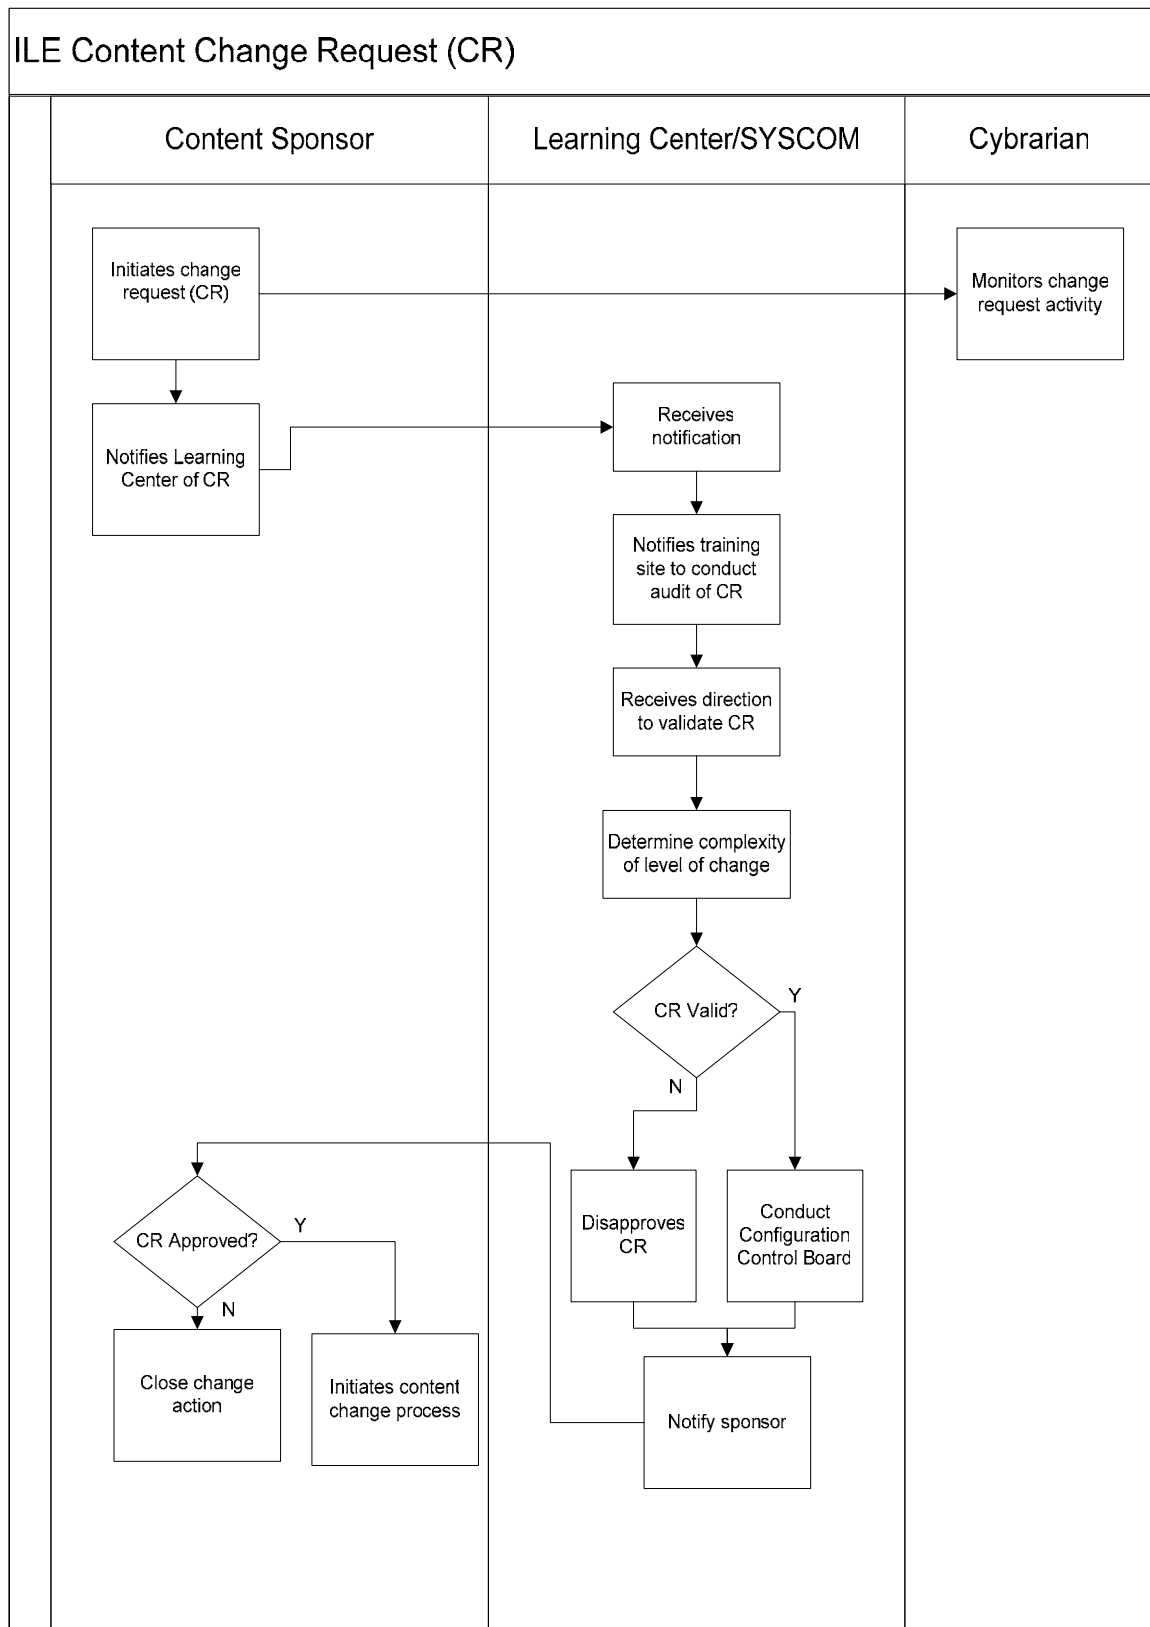 ILE Content Change Request (CR)
Content Sponsor
Learning Center/SYSCOM
Cybrarian
Initiates change
request (CR)
Monitors change
request activity
Notifies Learning
Center of CR
Receives
notification
Notifies training
site to conduct
audit of CR
Receives direction
to validate CR
Determine complexity
of level of change
CR Valid?
Y
N
Disapproves
CR
Conduct
Configuration
Control Board
CR Approved?
Y
N
Close change
action
Initiates content
change process
Notify sponsor